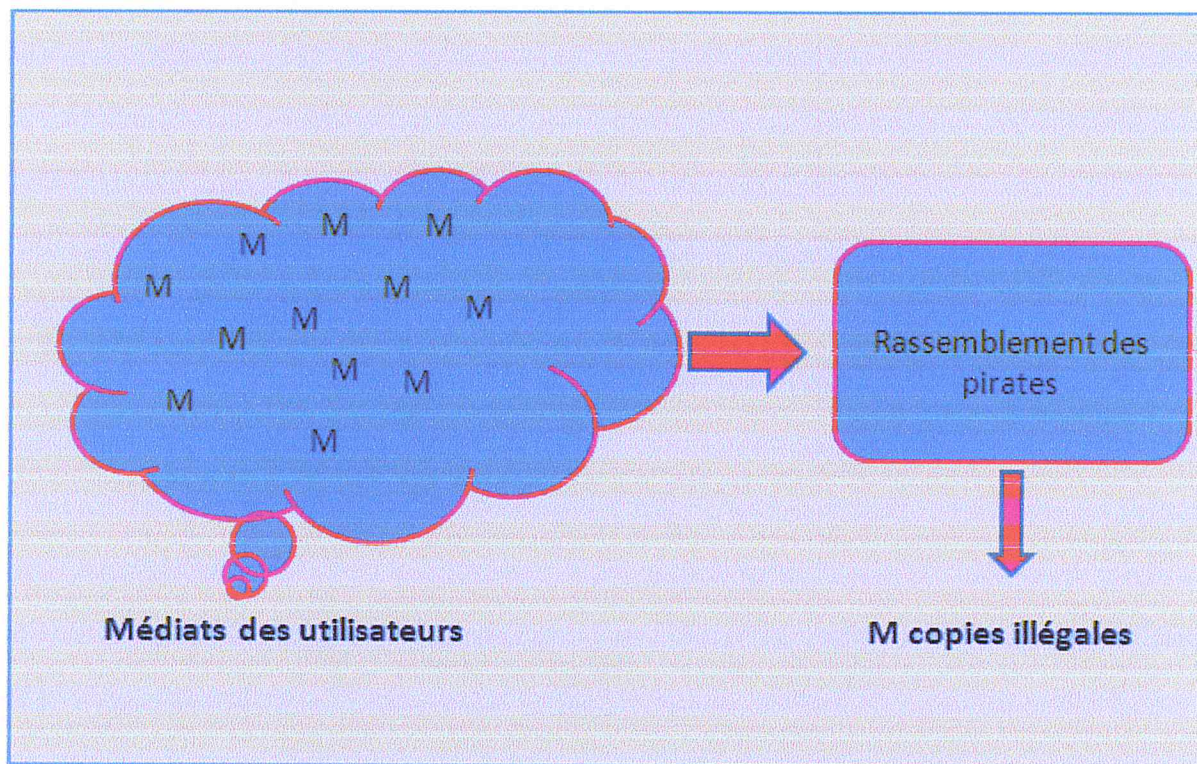 M M M
M M M
M M
M M
M
M
Rassemblement des
pirates
Médiats des utilisateurs
M copies illégales